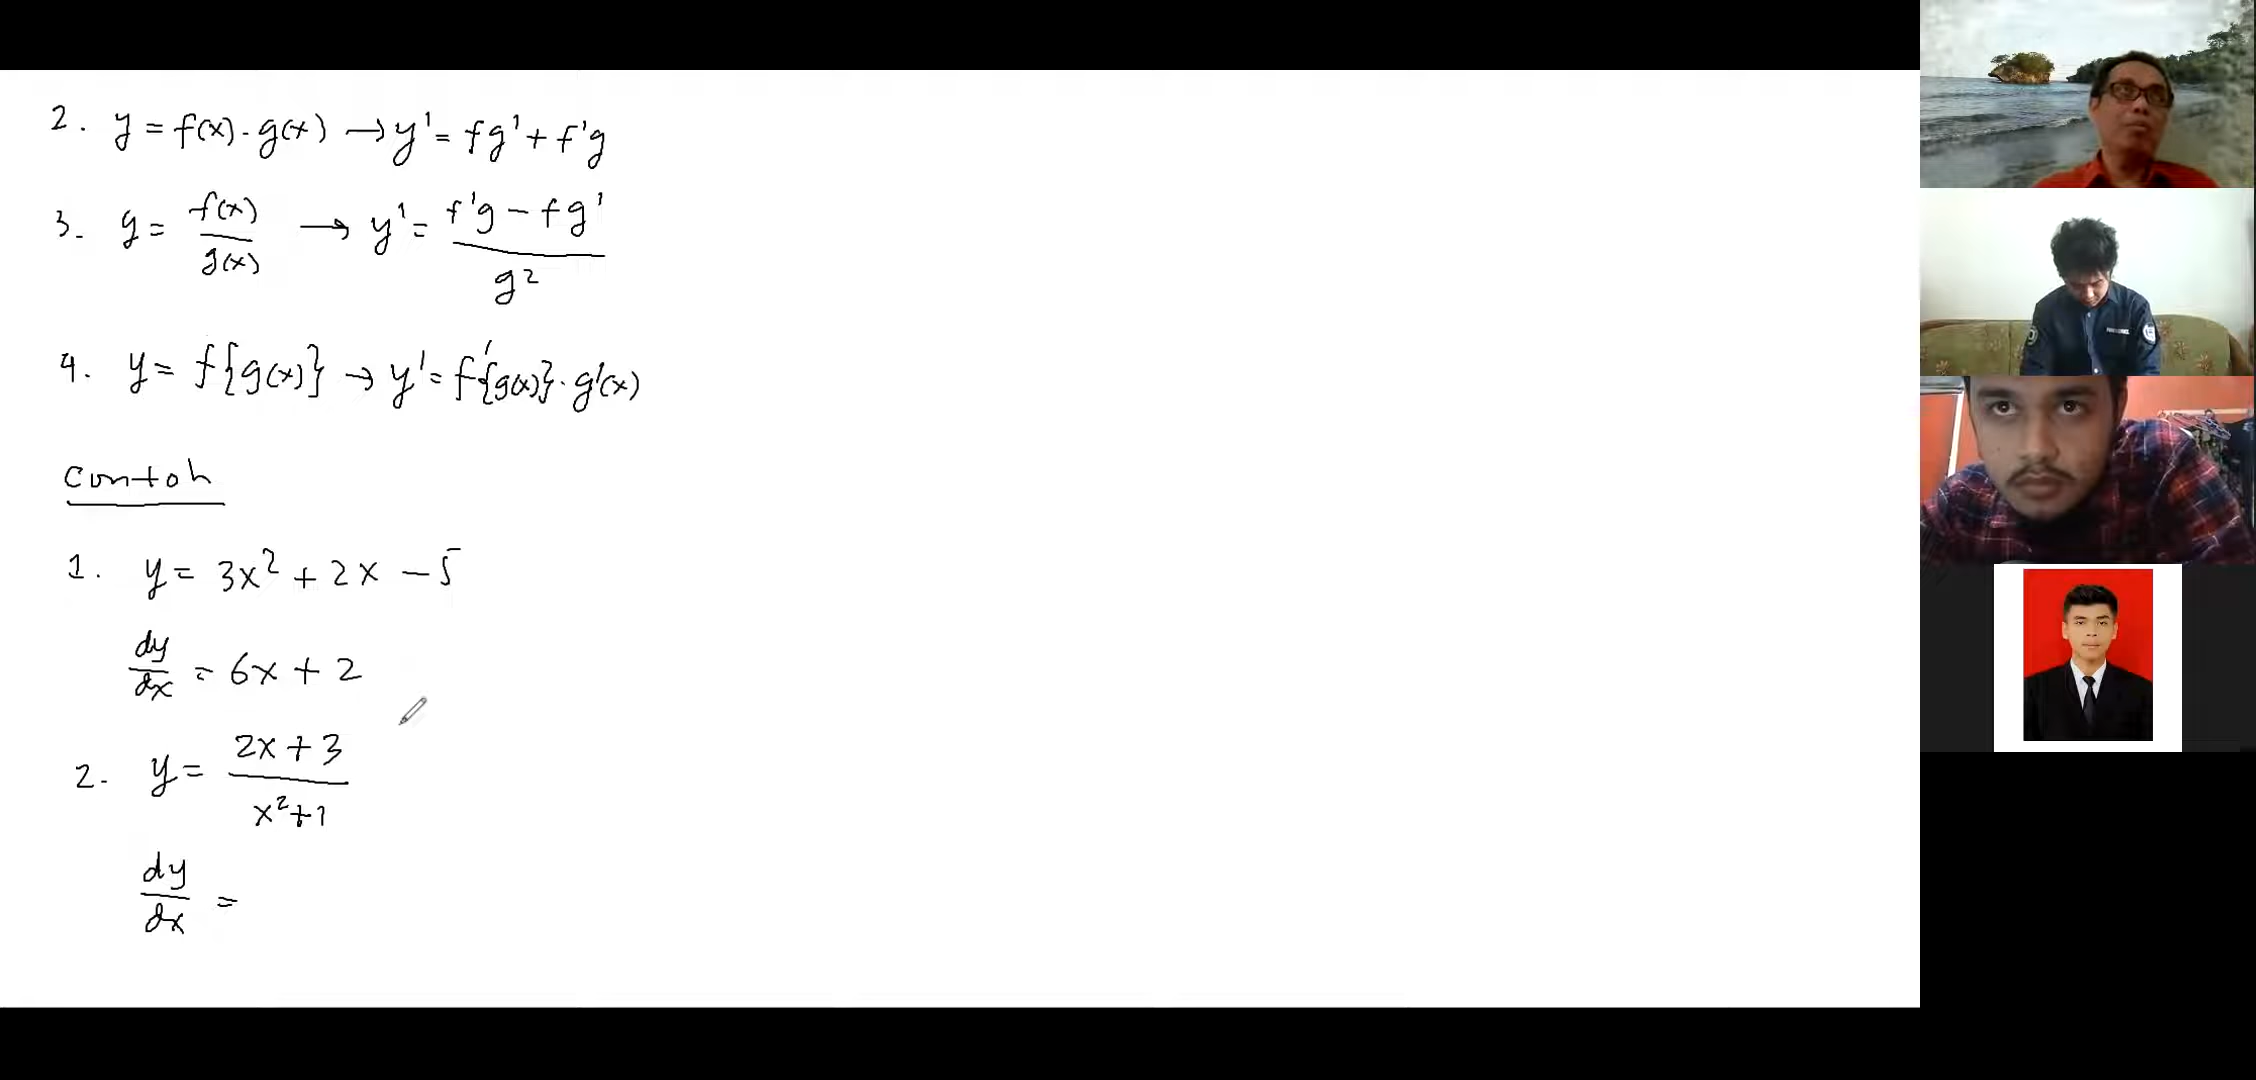 2. y = f(x) . g(x) → y' = fg' + f'g
3. y = f(x) / g(x) → y' = f'g - fg' / g²
4. y = f{g(x)} → y' = f'{g(x)} . g'(x)
Contoh
1. y = 3x² + 2x - 5
dy/dx = 6x + 2
2. y = 2x + 3 / x² + 1
dy/dx =